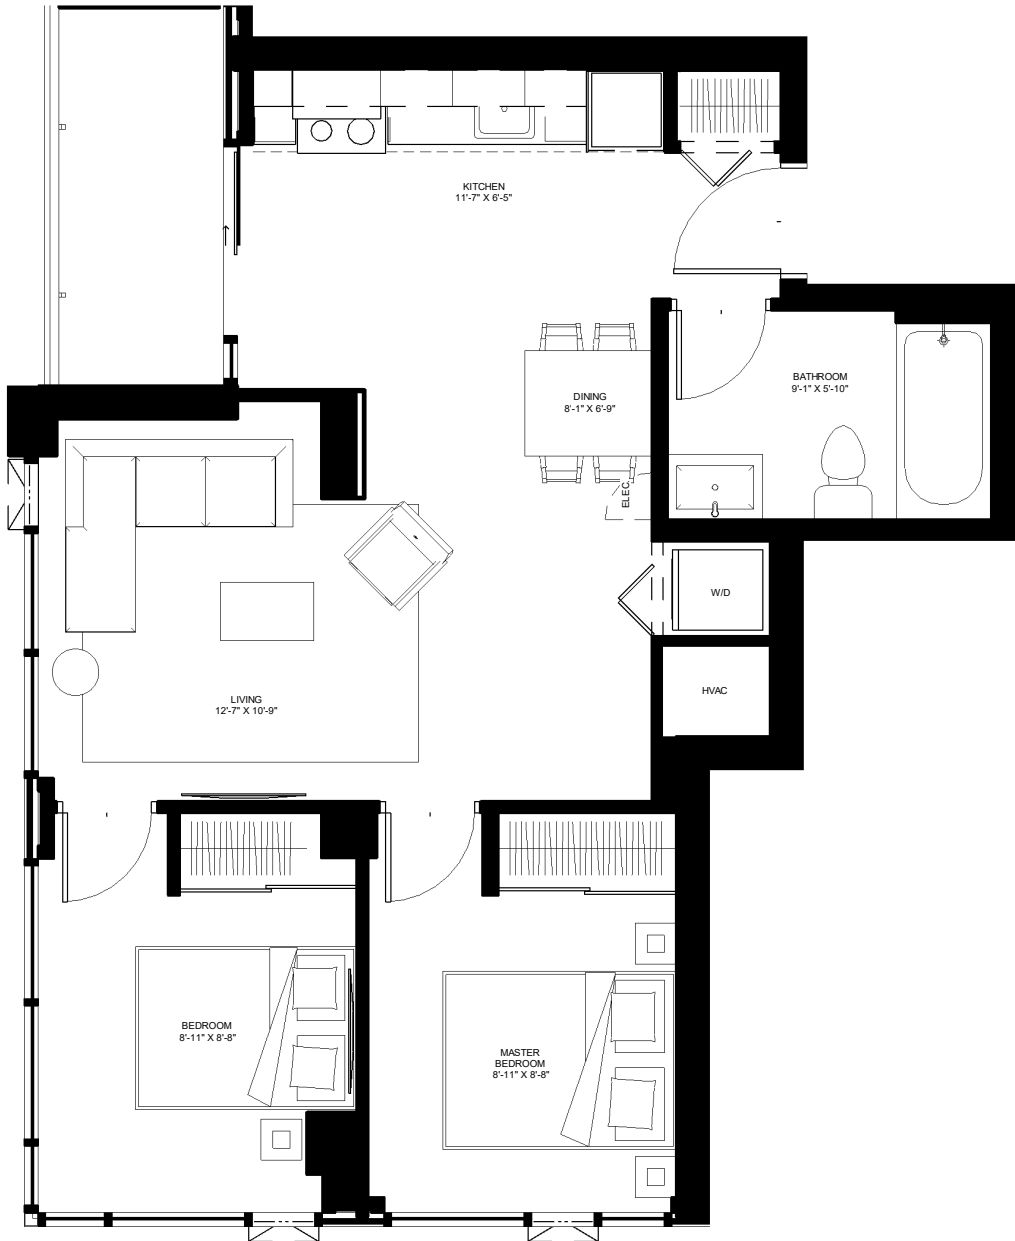 KITCHEN
11'-7" X 6'-5"
BATHROOM
9'-1" X 5'-10"
DINING
8'-1" X 6'-9"
ELEC.
W/D
HVAC
LIVING
12'-7" X 10'-9"
BEDROOM
8'-11" X 8'-8"
MASTER
BEDROOM
8'-11" X 8'-8"